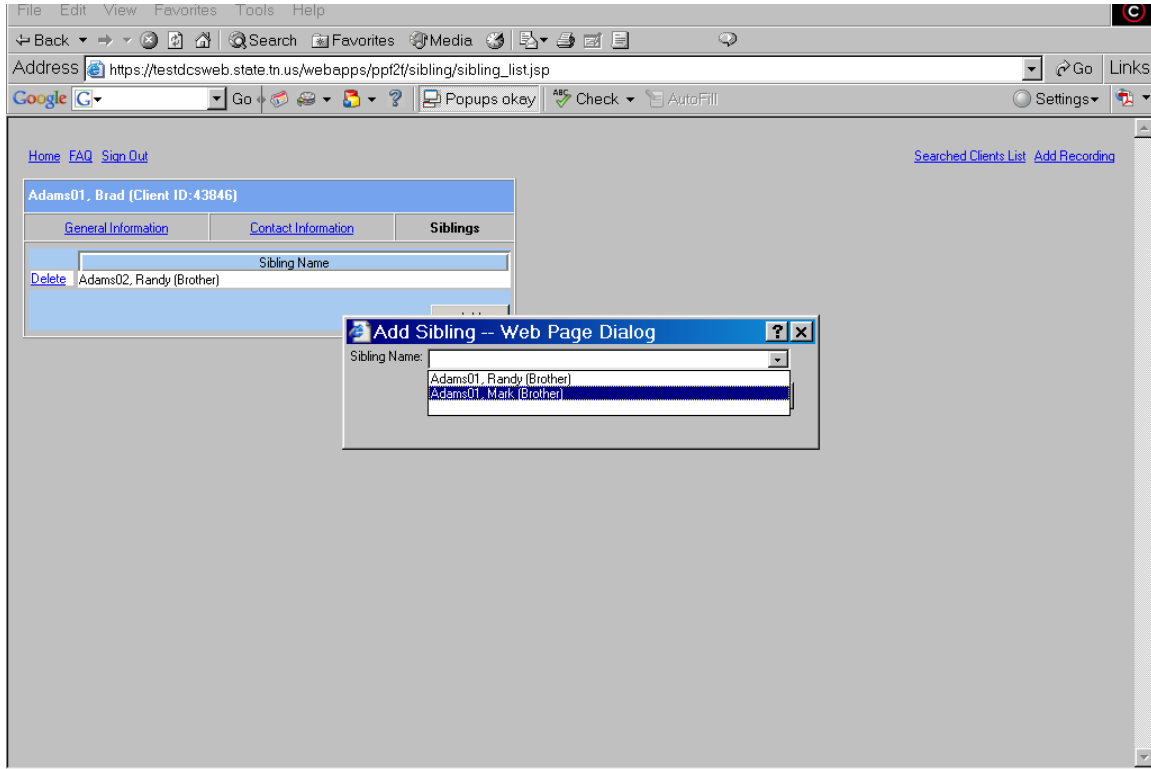 File Edit View Favorites Tools Help
Back Search Favorites Media
Address https://testdcsweb.state.tn.us/webapps/ppf2f/sibling/sibling_list.jsp Go Links
Google G Go Popups okay ABC Check AutoFill Settings
Home FAQ Sign Out Searched Clients List Add Recording
Adams01, Brad (Client ID:43846)
General Information Contact Information Siblings
Sibling Name
Delete Adams02, Randy (Brother)
Add Sibling -- Web Page Dialog
Sibling Name:
Adams01, Randy (Brother)
Adams01, Mark (Brother)